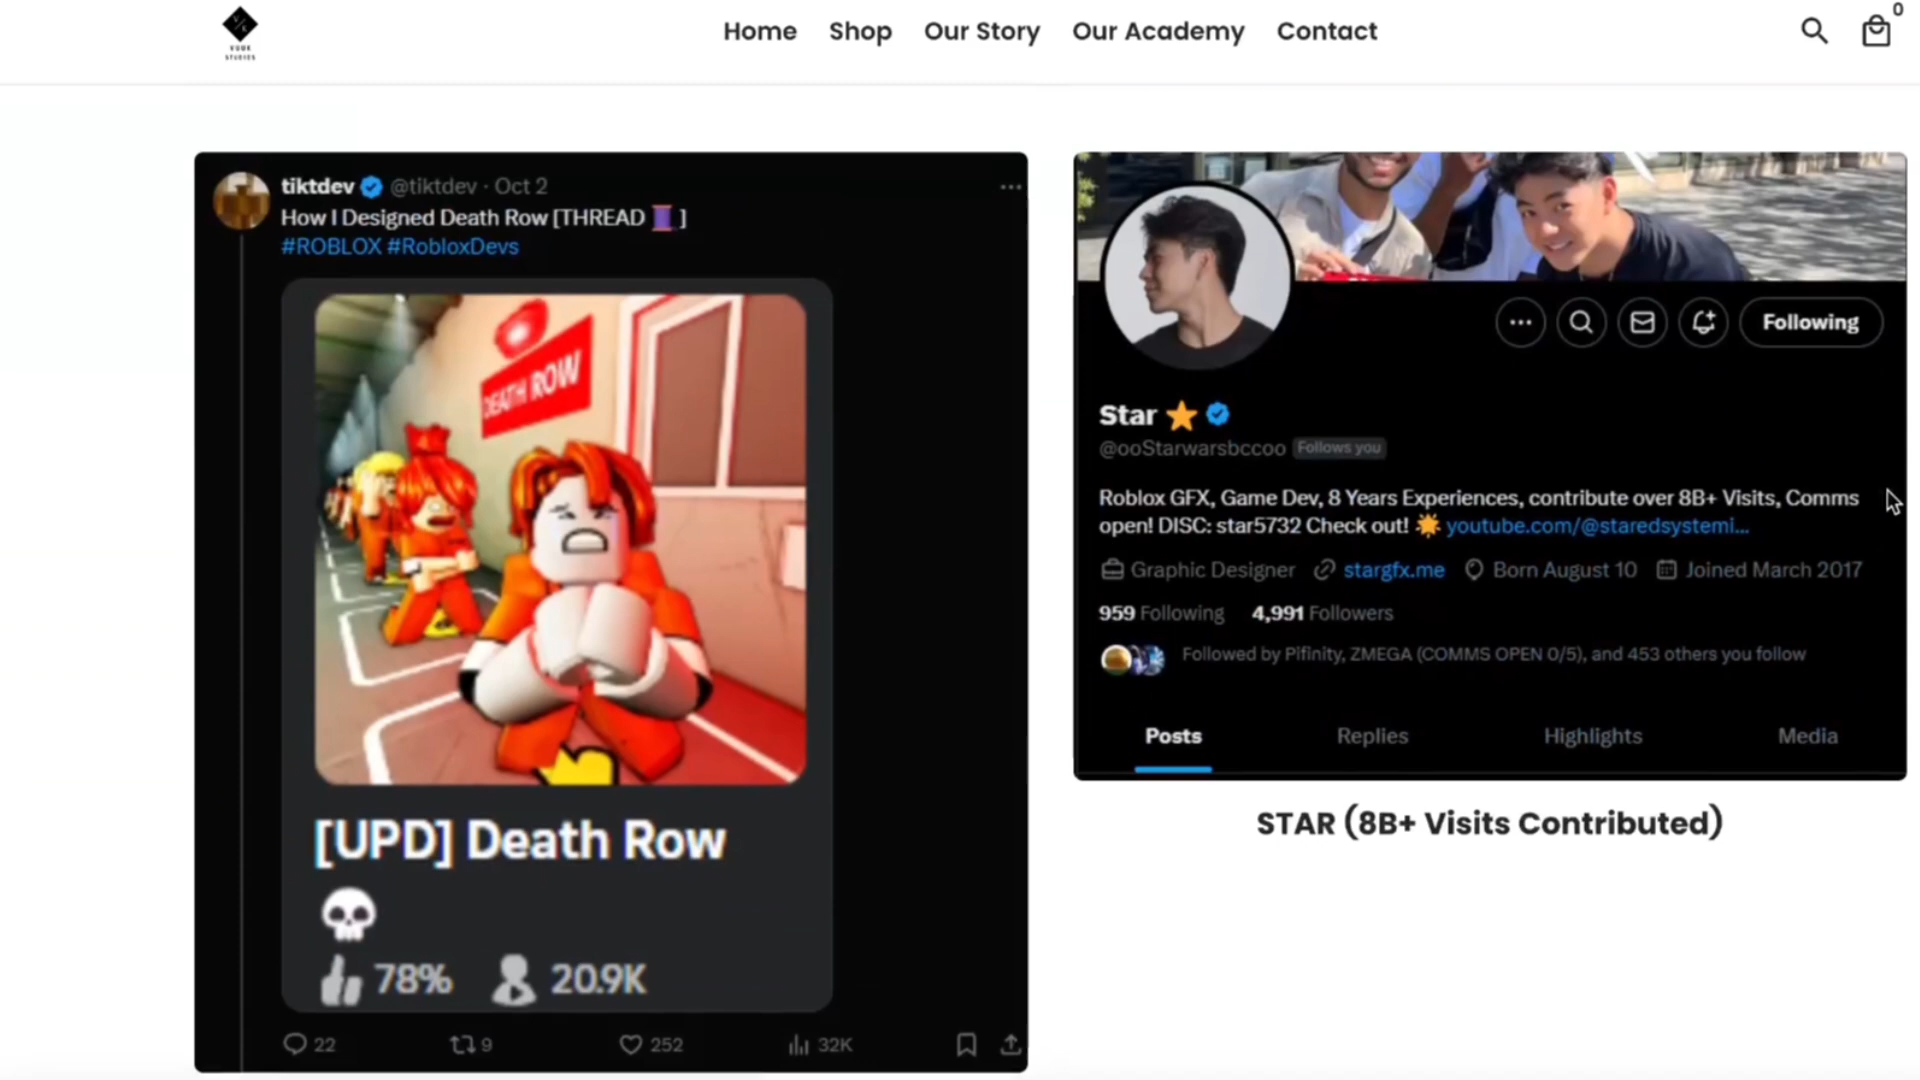 VUUK
STUDIOS
Home Shop Our Story Our Academy Contact
0
tiktdev @tiktdev · Oct 2
How I Designed Death Row [THREAD 🧵 ]
#ROBLOX #RobloxDevs
DEATH ROW
[UPD] Death Row
💀
78% 20.9K
22 9 252 32K
Following
Star ⭐
@ooStarwarsbccoo Follows you
Roblox GFX, Game Dev, 8 Years Experiences, contribute over 8B+ Visits, Comms
open! DISC: star5732 Check out! 🌟 youtube.com/@staredsystemi...
Graphic Designer stargfx.me Born August 10 Joined March 2017
959 Following 4,991 Followers
Followed by Pifinity, ZMEGA (COMMS OPEN 0/5), and 453 others you follow
Posts Replies Highlights Media
STAR (8B+ Visits Contributed)